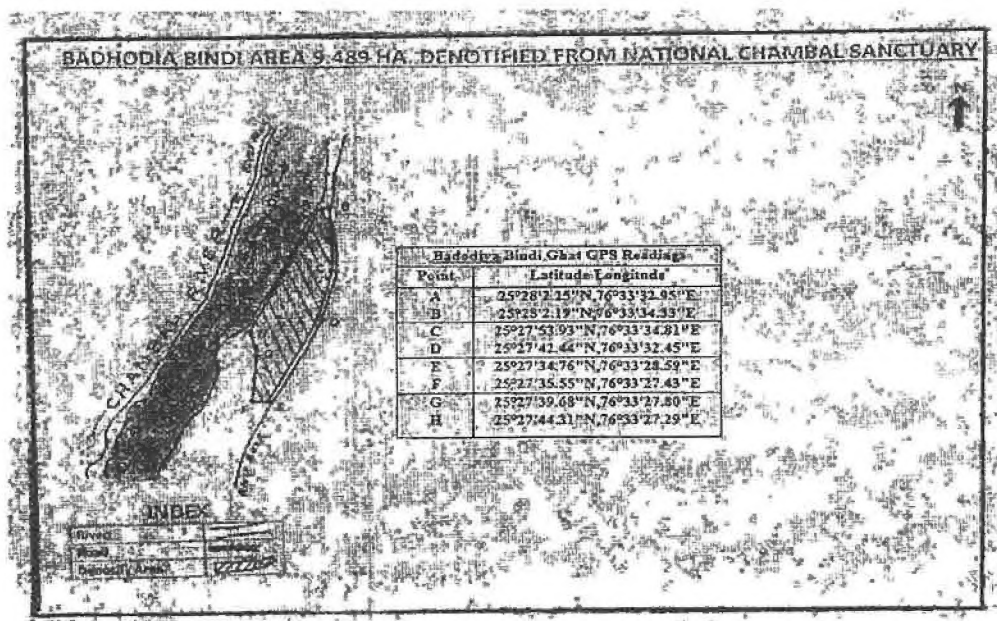 BADHODIA BINDI AREA 9.489 HA. DENOTIFIED FROM NATIONAL CHAMBAL SANCTUARY
N
CHAMBAL RIVER
Badodiya Bindi Ghat GPS Readings
Point Latitude Longitude
A 25°28'2.25"N,76°33'32.95"E
B 25°28'2.19"N,76°33'34.33"E
C 25°27'53.93"N,76°33'34.81"E
D 25°27'42.44"N,76°33'32.45"E
E 25°27'34.76"N,76°33'28.59"E
F 25°27'35.55"N,76°33'27.43"E
G 25°27'39.68"N,76°33'27.80"E
H 25°27'44.31"N,76°33'27.29"E
INDEX
River
Road
Area